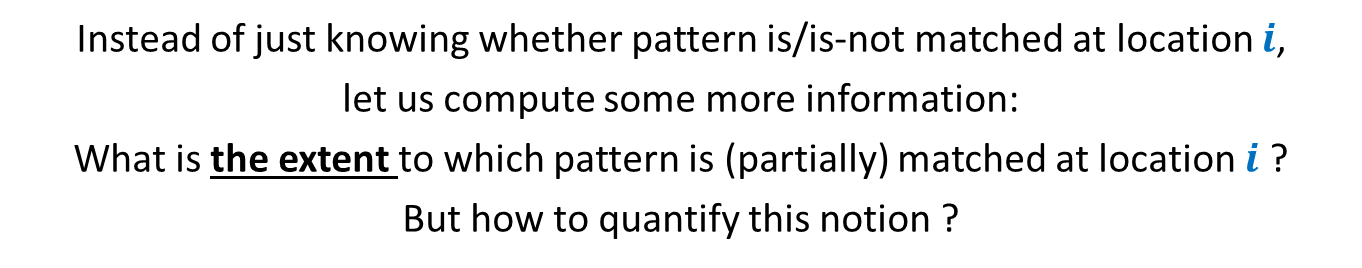 Instead of just knowing whether pattern is/is-not matched at location i,
let us compute some more information:
What is the extent to which pattern is (partially) matched at location i ?
But how to quantify this notion ?